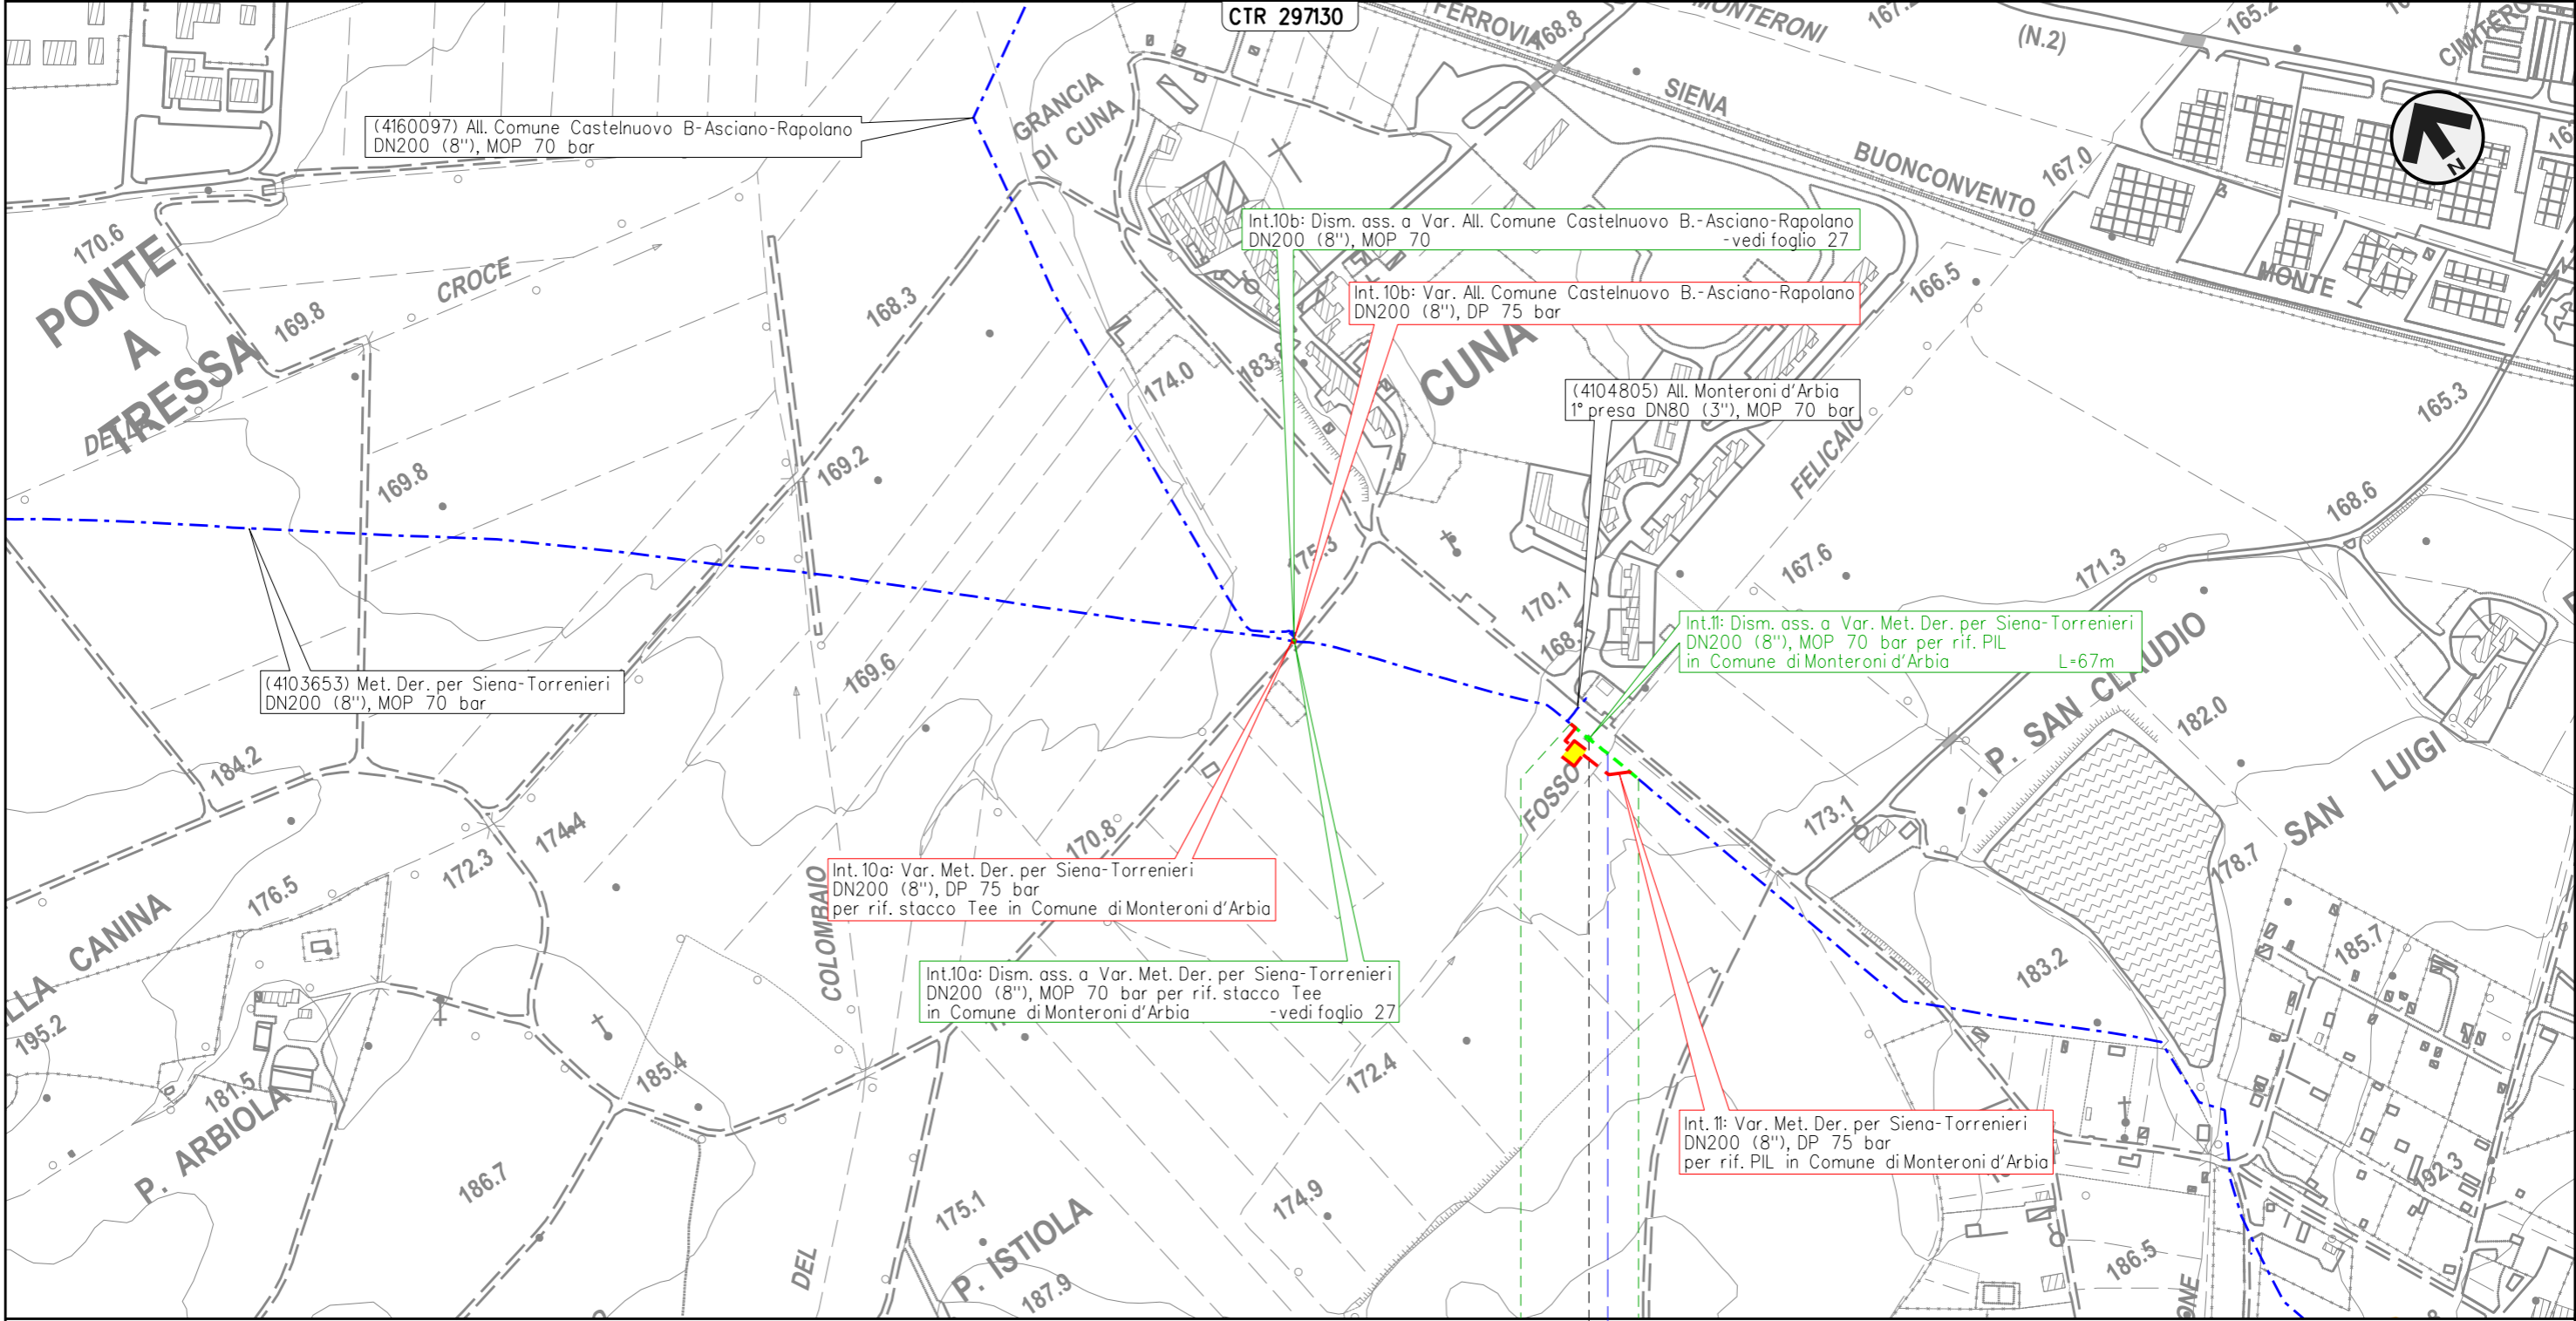 CTR 297130
FERROVIA
168.8
MONTERONI
(N.2)
165.2
CIMITERO
SIENA
BUONCONVENTO
167.0
MONTE
N
GRANCIA
DI CUNA
(4160097) All. Comune Castelnuovo B-Asciano-Rapolano
DN200 (8"), MOP 70 bar
Int.10b: Dism. ass. a Var. All. Comune Castelnuovo B.-Asciano-Rapolano
DN200 (8"), MOP 70 -vedi foglio 27
Int. 10b: Var. All. Comune Castelnuovo B.-Asciano-Rapolano
DN200 (8"), DP 75 bar
170.6
PONTE
A
TRESSA
CROCE
169.8
168.3
166.5
174.0
CUNA
(4104805) All. Monteroni d'Arbia
1° presa DN80 (3"), MOP 70 bar
165.3
169.8
169.2
FELICAIO
168.6
167.6
171.3
175.3
170.1
Int.11: Dism. ass. a Var. Met. Der. per Siena-Torrenieri
DN200 (8"), MOP 70 bar per rif. PIL
in Comune di Monteroni d'Arbia L=67m
(4103653) Met. Der. per Siena-Torrenieri
DN200 (8"), MOP 70 bar
169.6
P. SAN CLAUDIO
182.0
SAN LUIGI
184.2
FOSSO
173.1
174.4
172.3
170.8
178.7
176.5
Int. 10a: Var. Met. Der. per Siena-Torrenieri
DN200 (8"), DP 75 bar
per rif. stacco Tee in Comune di Monteroni d'Arbia
COLOMBAIO
CANINA
195.2
183.2
185.7
Int.10a: Dism. ass. a Var. Met. Der. per Siena-Torrenieri
DN200 (8"), MOP 70 bar per rif. stacco Tee
in Comune di Monteroni d'Arbia -vedi foglio 27
181.5
P. ARBIOLA
185.4
172.4
Int. 11: Var. Met. Der. per Siena-Torrenieri
DN200 (8"), DP 75 bar
per rif. PIL in Comune di Monteroni d'Arbia
186.7
175.1
P. ISTIOLA
187.9
174.9
192.3
186.5
DEL